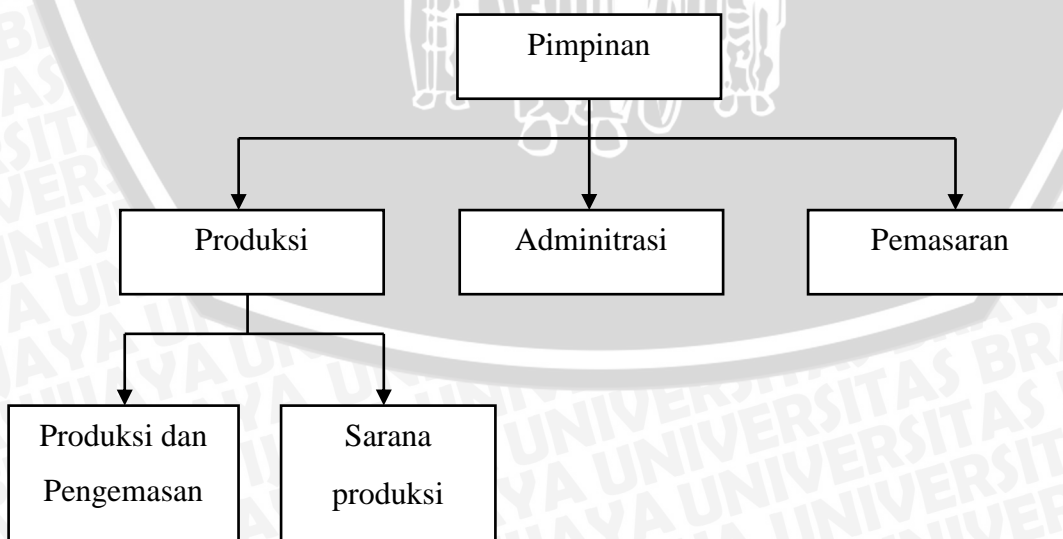 Pimpinan
Produksi
Adminitrasi
Pemasaran
Produksi dan
Pengemasan
Sarana
produksi